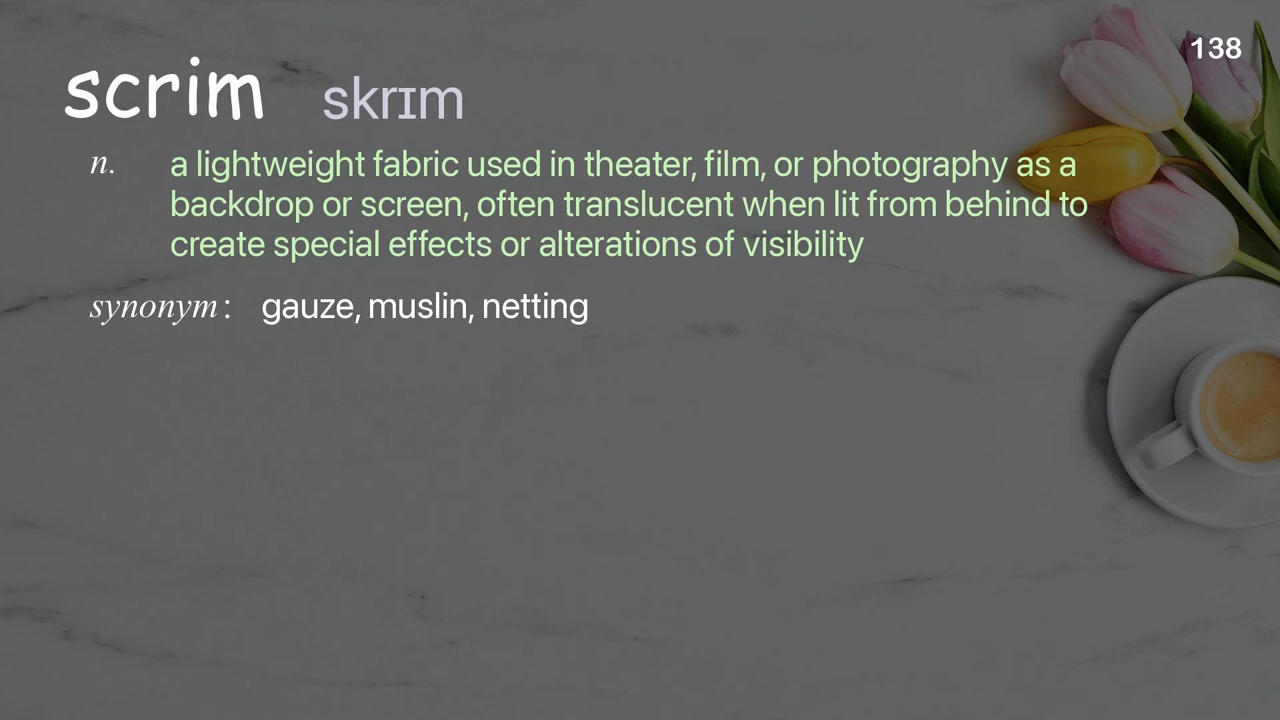 138
scrim skrɪm
n. a lightweight fabric used in theater, film, or photography as a
backdrop or screen, often translucent when lit from behind to
create special effects or alterations of visibility
synonym: gauze, muslin, netting